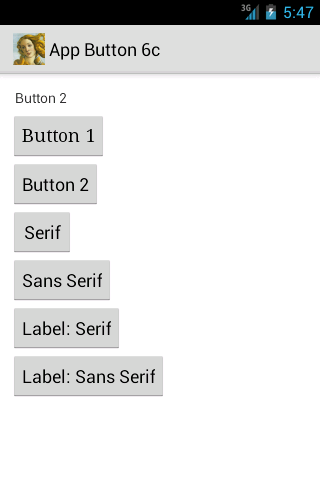 3G 5:47
App Button 6c
Button 2
Button 1
Button 2
Serif
Sans Serif
Label: Serif
Label: Sans Serif